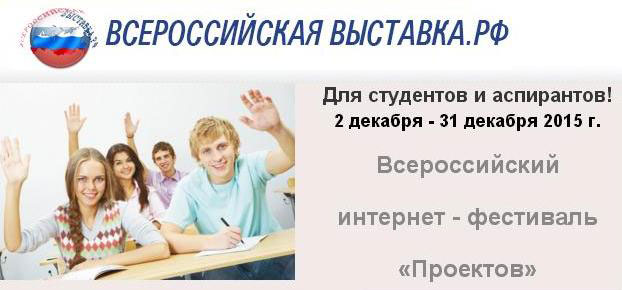 ВСЕРОССИЙСКАЯ ВЫСТАВКА.РФ
Для студентов и аспирантов!
2 декабря - 31 декабря 2015 г.
Всероссийский
интернет - фестиваль
«Проектов»